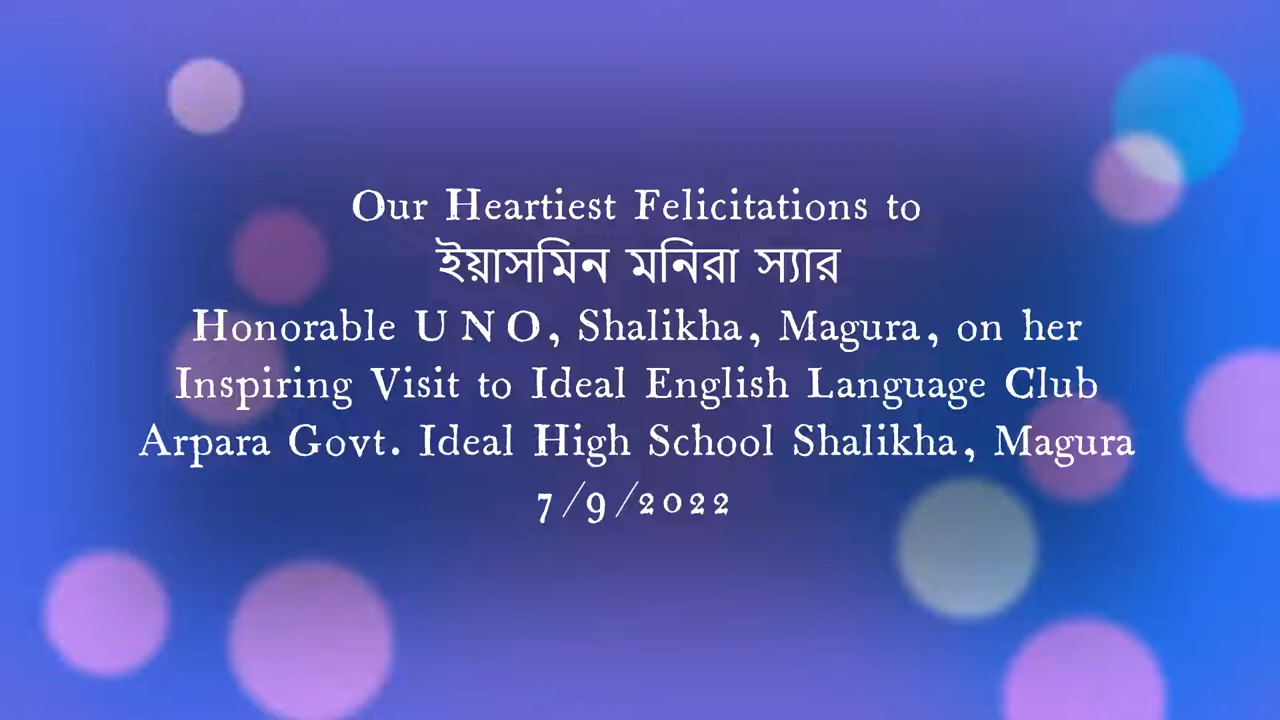 Our Heartiest Felicitations to
ইয়াসমিন মনিরা স্যার
Honorable U N O, Shalikha, Magura, on her
Inspiring Visit to Ideal English Language Club
Arpara Govt. Ideal High School Shalikha, Magura
7/9/2022